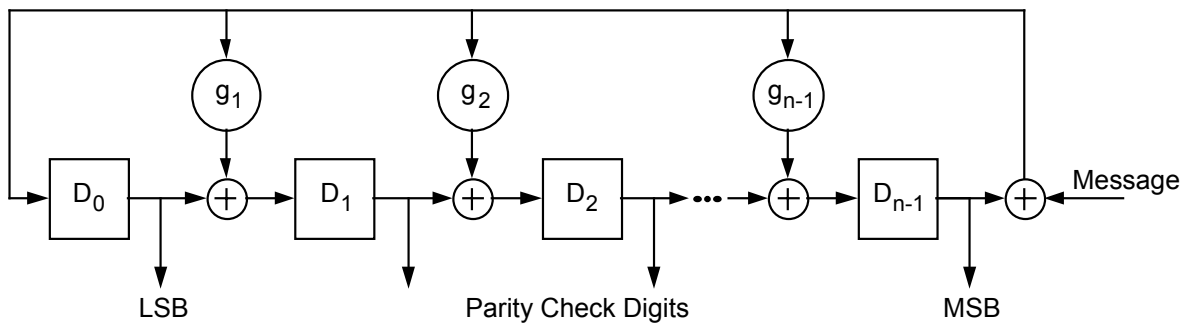 g1 g2 gn-1
D0 D1 D2 ••• Dn-1 Message
LSB Parity Check Digits MSB